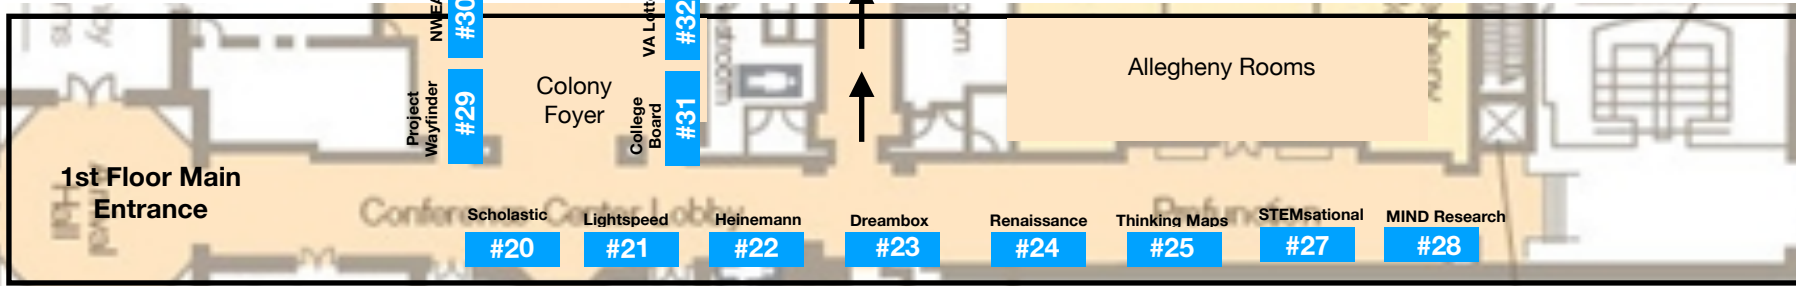 NWEA
#30
VA Lott
#32
Project
Wayfinder
#29
Colony
Foyer
College
Board
#31
Allegheny Rooms
1st Floor Main
Entrance
Conference Center Lobby
Prefunction
Hall
Scholastic
#20
Lightspeed
#21
Heinemann
#22
Dreambox
#23
Renaissance
#24
Thinking Maps
#25
STEMsational
#27
MIND Research
#28